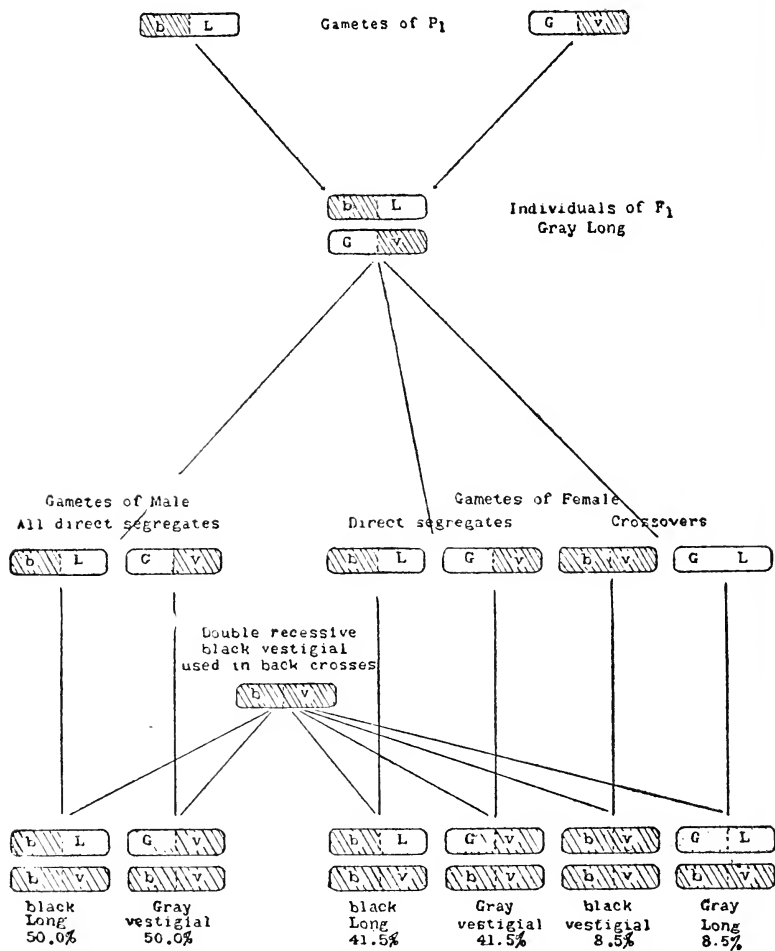 b L Gametes of P1 G v
b L
G v
Individuals of F1
Gray Long
Gametes of Male
All direct segregates
Gametes of Female
Direct segregates Crossovers
b L G v b L G v b v G L
Double recessive
black vestigial
used in back crosses
b v
b L G v b L G v b v G L
b v b v b v b v b v b v
black
Long
50.0%
Gray
vestigial
50.0%
black
Long
41.5%
Gray
vestigial
41.5%
black
vestigial
8.5%
Gray
Long
8.5%